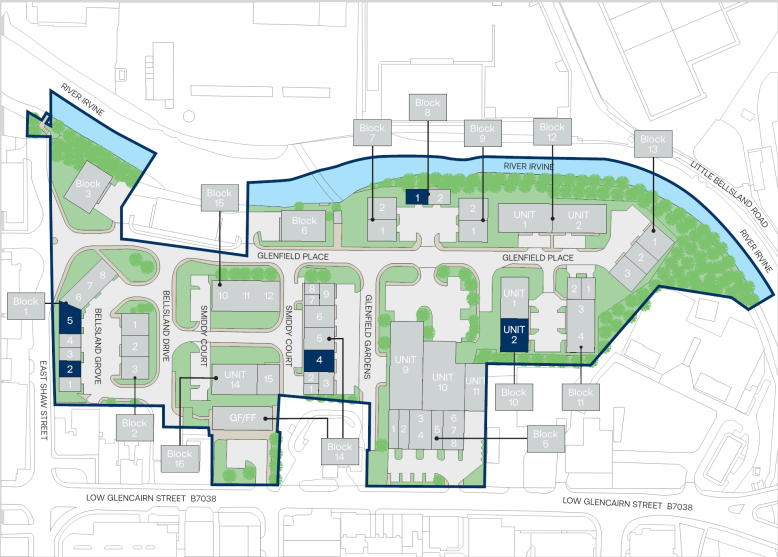 RIVER IRVINE
Block
8
Block
7
Block
9
Block
12
Block
13
RIVER IRVINE
LITTLE BELLSLAND ROAD
RIVER IRVINE
Block
3
Block
15
Block
6
2
1
1
2
2
1
UNIT
1
UNIT
2
1
2
3
GLENFIELD PLACE
GLENFIELD PLACE
Block
1
8
7
6
5
4
3
2
1
BELLSLAND GROVE
EAST SHAW STREET
1
2
3
Block
2
BELLSLAND DRIVE
SMIDDY COURT
10
11
12
SMIDDY COURT
8
7
9
6
5
4
2
1
3
GLENFIELD GARDENS
UNIT
14
15
GF/FF
Block
16
Block
14
UNIT
9
UNIT
10
UNIT
11
1
2
3
4
5
6
7
8
Block
5
UNIT
1
UNIT
2
Block
10
2
1
3
4
Block
11
LOW GLENCAIRN STREET B7038
LOW GLENCAIRN STREET B7038